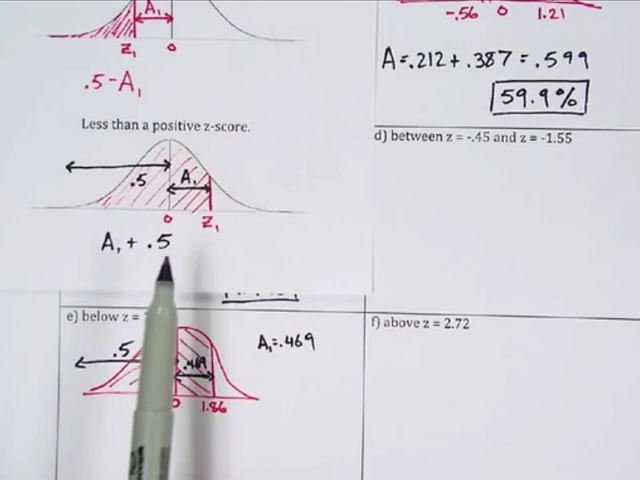 A₁
Z₁ 0
.5-A₁
-.56 0 1.21
A=.212+.387=.599
59.9%
Less than a positive z-score.
.5 A₁
0 Z₁
A₁+.5
d) between z = -.45 and z = -1.55
e) below z =
.5 .469
0 1.86
A₁=.469
f) above z = 2.72